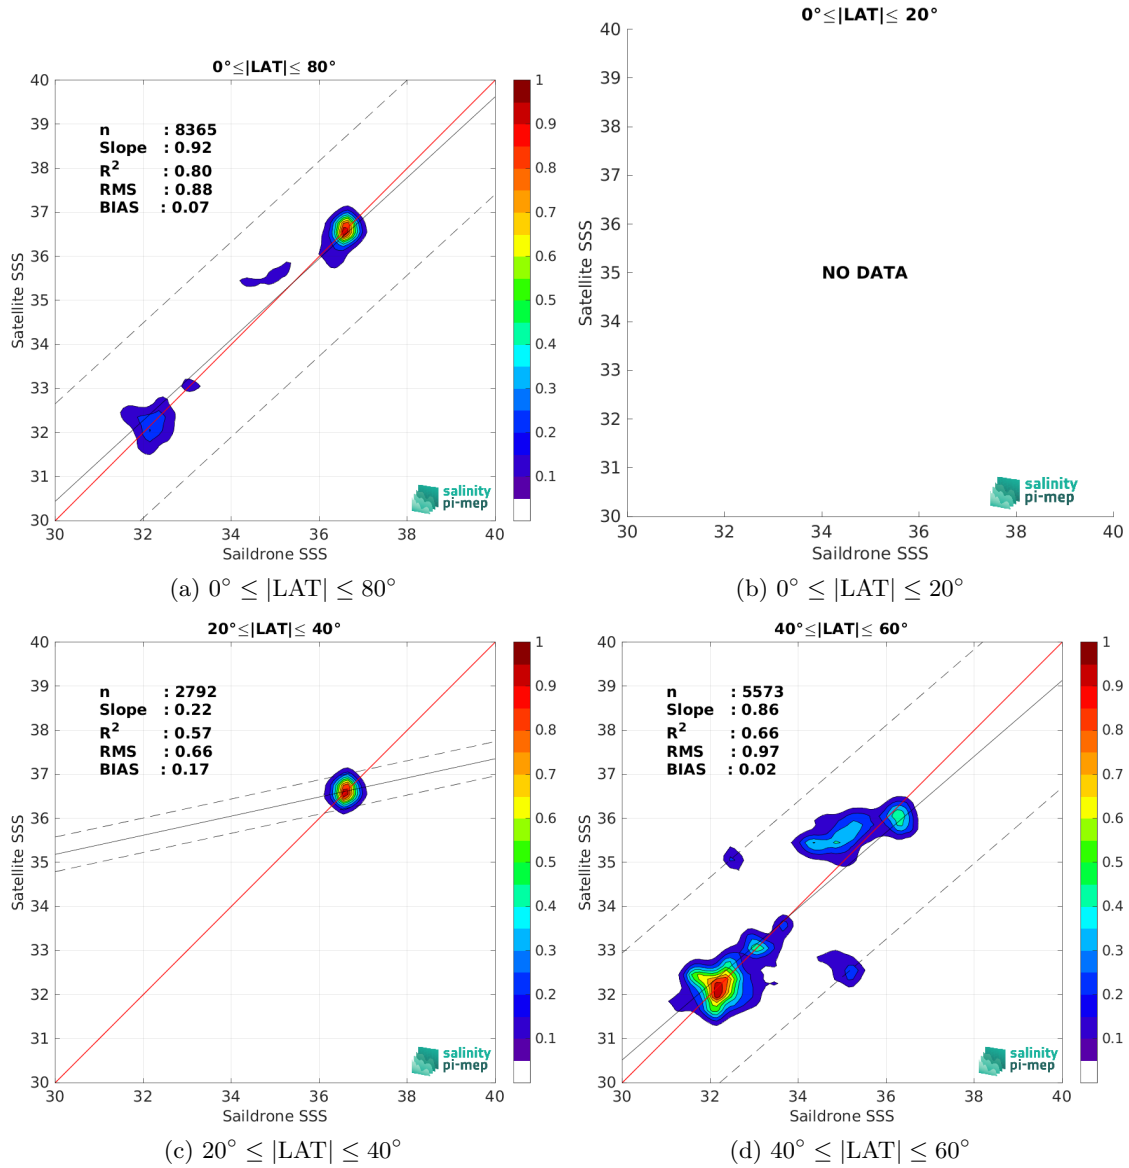 0°≤|LAT|≤ 80°
40
39
38
37
36
35
34
33
32
31
30
Satellite SSS
n : 8365
Slope : 0.92
R² : 0.80
RMS : 0.88
BIAS : 0.07
1
0.9
0.8
0.7
0.6
0.5
0.4
0.3
0.2
0.1
salinity
pi-mep
30 32 34 36 38 40
Saildrone SSS
(a) 0° ≤ |LAT| ≤ 80°
0°≤|LAT|≤ 20°
40
39
38
37
36
35
34
33
32
31
30
Satellite SSS
NO DATA
salinity
pi-mep
30 32 34 36 38 40
Saildrone SSS
(b) 0° ≤ |LAT| ≤ 20°
20°≤|LAT|≤ 40°
40
39
38
37
36
35
34
33
32
31
30
Satellite SSS
n : 2792
Slope : 0.22
R² : 0.57
RMS : 0.66
BIAS : 0.17
1
0.9
0.8
0.7
0.6
0.5
0.4
0.3
0.2
0.1
salinity
pi-mep
30 32 34 36 38 40
Saildrone SSS
(c) 20° ≤ |LAT| ≤ 40°
40°≤|LAT|≤ 60°
40
39
38
37
36
35
34
33
32
31
30
Satellite SSS
n : 5573
Slope : 0.86
R² : 0.66
RMS : 0.97
BIAS : 0.02
1
0.9
0.8
0.7
0.6
0.5
0.4
0.3
0.2
0.1
salinity
pi-mep
30 32 34 36 38 40
Saildrone SSS
(d) 40° ≤ |LAT| ≤ 60°